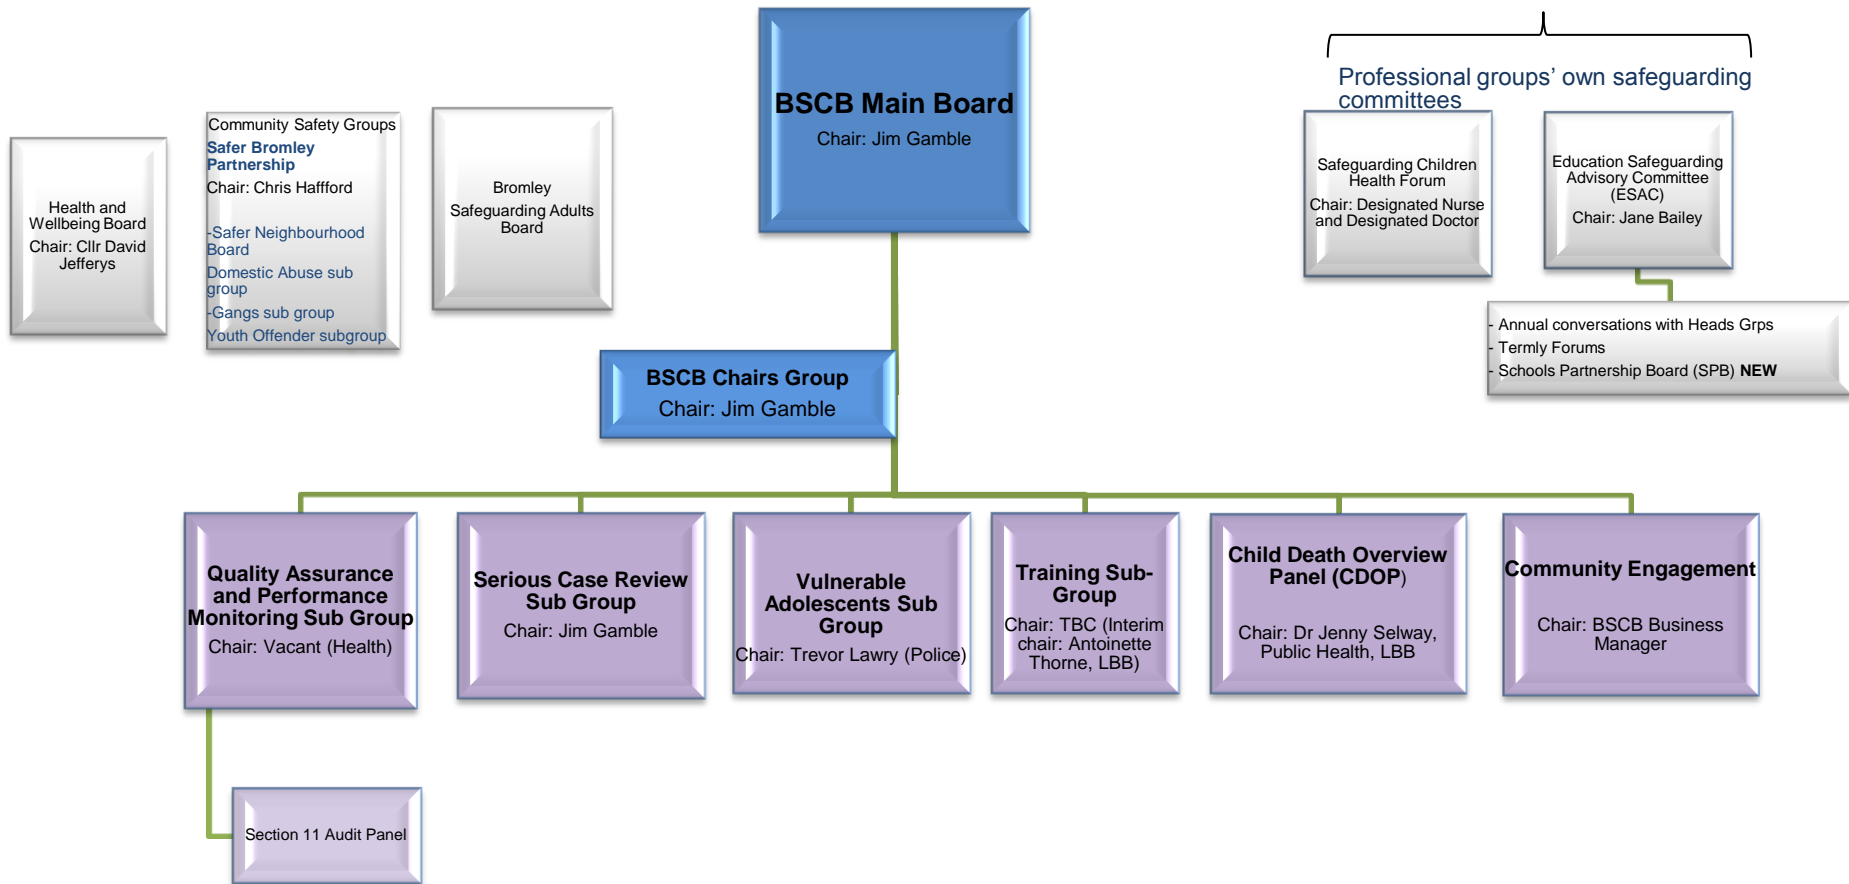 BSCB Main Board
Chair: Jim Gamble
Professional groups' own safeguarding
committees
Health and
Wellbeing Board
Chair: Cllr David
Jefferys
Community Safety Groups
Safer Bromley
Partnership
Chair: Chris Haffford
-Safer Neighbourhood
Board
Domestic Abuse sub
group
-Gangs sub group
Youth Offender subgroup
Bromley
Safeguarding Adults
Board
Safeguarding Children
Health Forum
Chair: Designated Nurse
and Designated Doctor
Education Safeguarding
Advisory Committee
(ESAC)
Chair: Jane Bailey
- Annual conversations with Heads Grps
- Termly Forums
- Schools Partnership Board (SPB) NEW
BSCB Chairs Group
Chair: Jim Gamble
Quality Assurance
and Performance
Monitoring Sub Group
Chair: Vacant (Health)
Serious Case Review
Sub Group
Chair: Jim Gamble
Vulnerable
Adolescents Sub
Group
Chair: Trevor Lawry (Police)
Training Sub-
Group
Chair: TBC (Interim
chair: Antoinette
Thorne, LBB)
Child Death Overview
Panel (CDOP)
Chair: Dr Jenny Selway,
Public Health, LBB
Community Engagement
Chair: BSCB Business
Manager
Section 11 Audit Panel